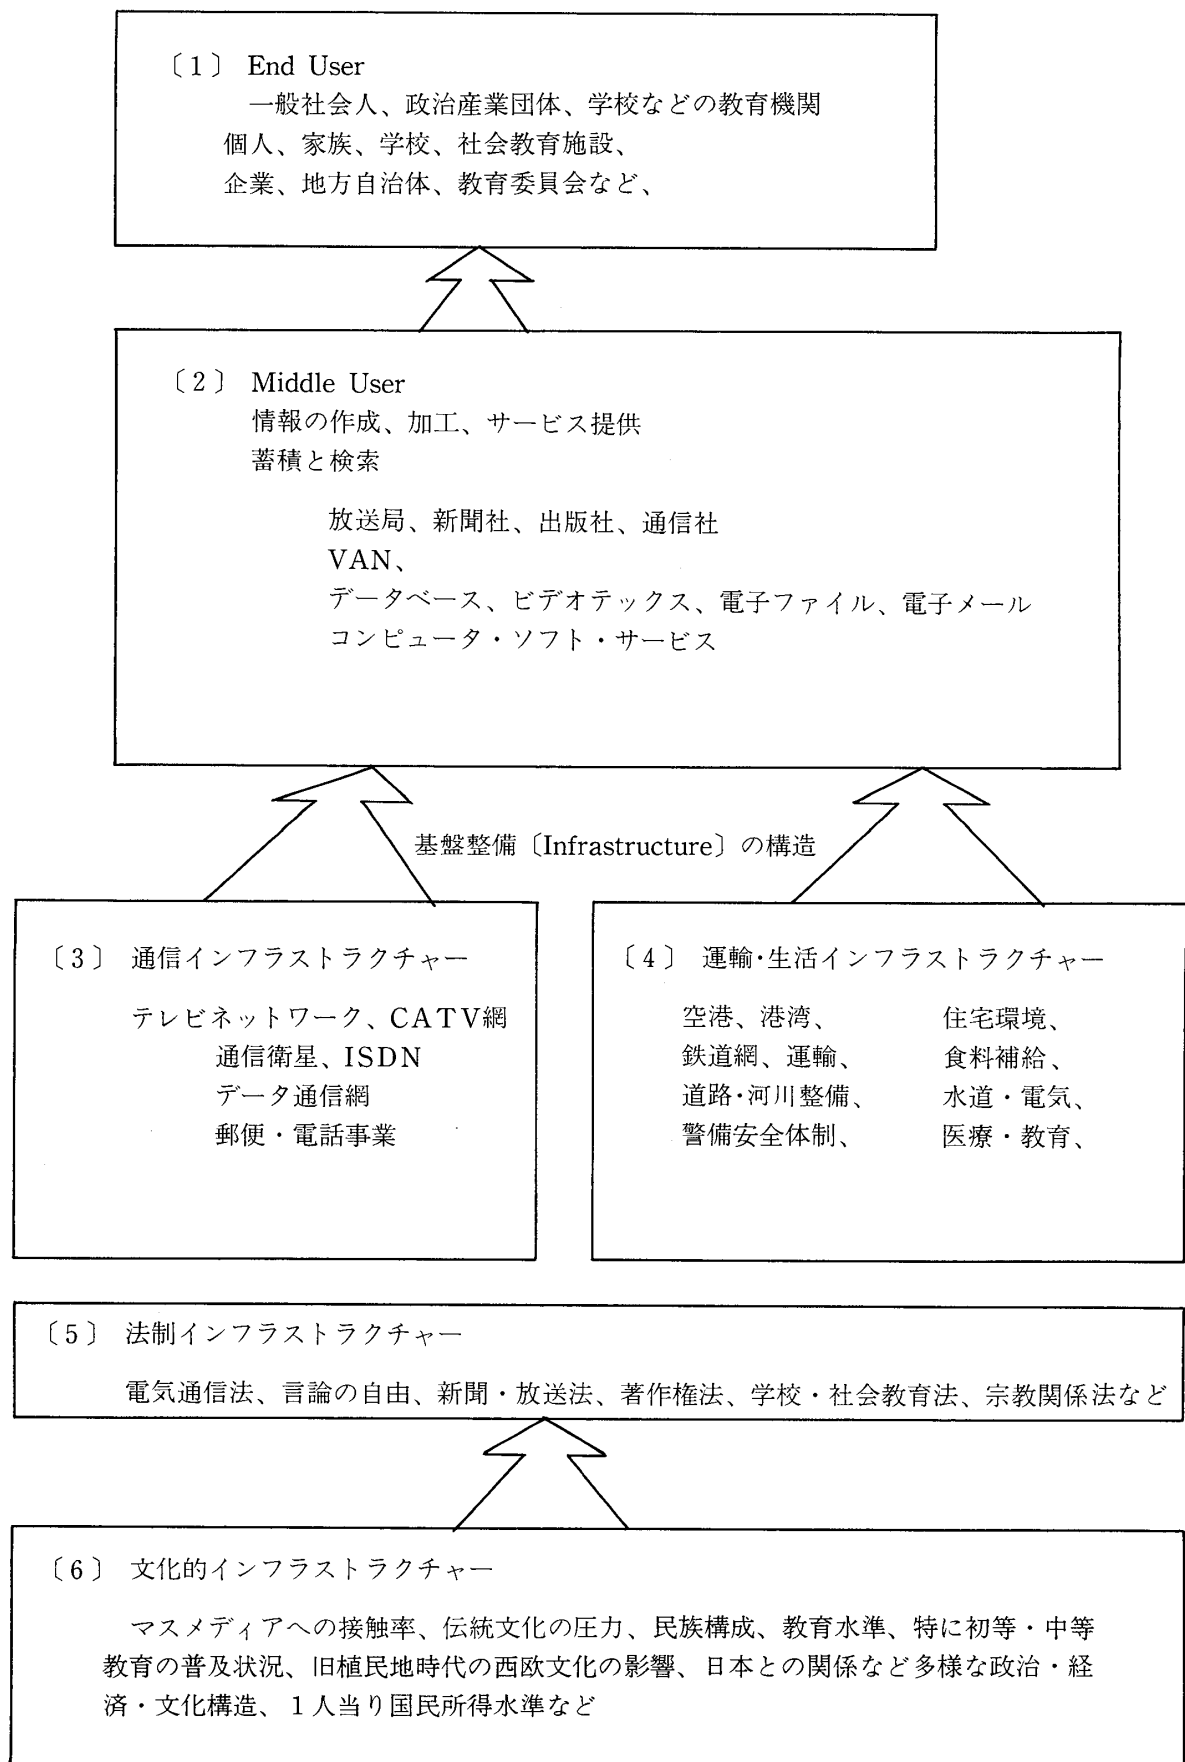 〔1〕 End User
一般社会人、政治産業団体、学校などの教育機関
個人、家族、学校、社会教育施設、
企業、地方自治体、教育委員会など、
〔2〕 Middle User
情報の作成、加工、サービス提供
蓄積と検索
放送局、新聞社、出版社、通信社
VAN、
データベース、ビデオテックス、電子ファイル、電子メール
コンピュータ・ソフト・サービス
基盤整備〔Infrastructure〕の構造
〔3〕 通信インフラストラクチャー
テレビネットワーク、CATV網
通信衛星、ISDN
データ通信網
郵便・電話事業
〔4〕 運輸・生活インフラストラクチャー
空港、港湾、 住宅環境、
鉄道網、運輸、 食料補給、
道路・河川整備、 水道・電気、
警備安全体制、 医療・教育、
〔5〕 法制インフラストラクチャー
電気通信法、言論の自由、新聞・放送法、著作権法、学校・社会教育法、宗教関係法など
〔6〕 文化的インフラストラクチャー
マスメディアへの接触率、伝統文化の圧力、民族構成、教育水準、特に初等・中等
教育の普及状況、旧植民地時代の西欧文化の影響、日本との関係など多様な政治・経
済・文化構造、1人当り国民所得水準など